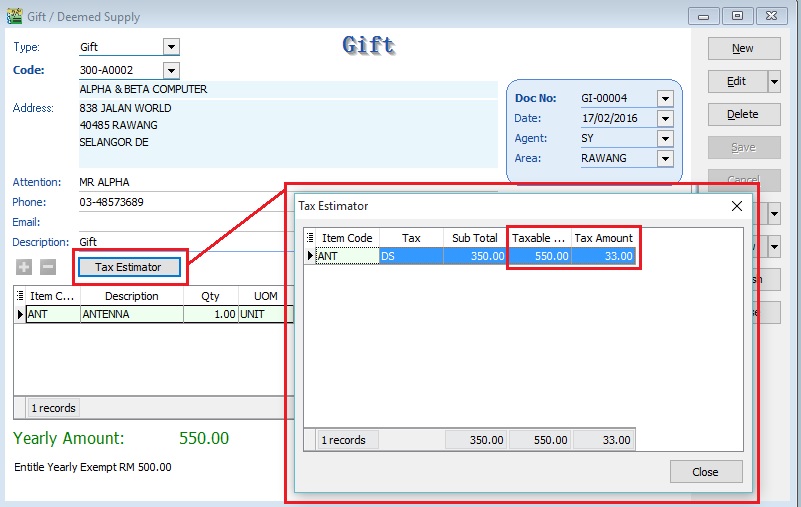 Gift / Deemed Supply
Type: Gift
Gift
Code: 300-A0002
ALPHA & BETA COMPUTER
Address: 838 JALAN WORLD
40485 RAWANG
SELANGOR DE
Doc No: GI-00004
Date: 17/02/2016
Agent: SY
Area: RAWANG
Attention: MR ALPHA
Phone: 03-48573689
Email:
Description: Gift
Tax Estimator
Item C... Description Qty UOM
ANT ANTENNA 1.00 UNIT
1 records
Yearly Amount: 550.00
Entitle Yearly Exempt RM 500.00
New
Edit
Delete
Save
Cancel
Tax Estimator
Item Code Tax Sub Total Taxable ... Tax Amount
ANT DS 350.00 550.00 33.00
1 records 350.00 550.00 33.00
Close